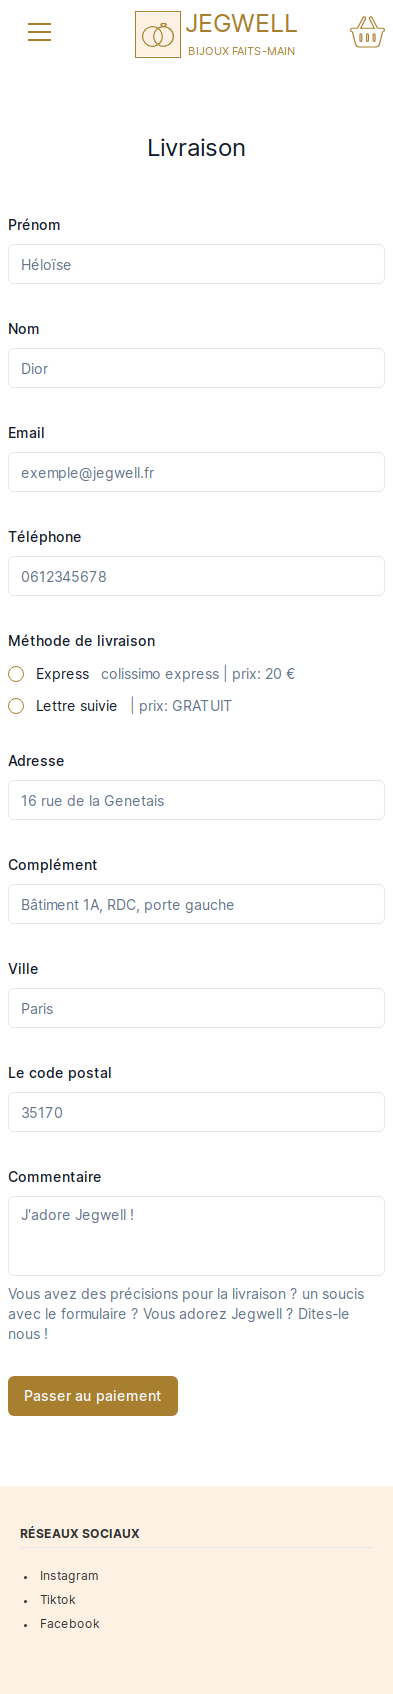 JEGWELL
BIJOUX FAITS-MAIN
Livraison
Prénom
Héloïse
Nom
Dior
Email
exemple@jegwell.fr
Téléphone
0612345678
Méthode de livraison
Express colissimo express | prix: 20 €
Lettre suivie | prix: GRATUIT
Adresse
16 rue de la Genetais
Complément
Bâtiment 1A, RDC, porte gauche
Ville
Paris
Le code postal
35170
Commentaire
J'adore Jegwell !
Vous avez des précisions pour la livraison ? un soucis
avec le formulaire ? Vous adorez Jegwell ? Dites-le
nous !
Passer au paiement
RÉSEAUX SOCIAUX
• Instagram
• Tiktok
• Facebook